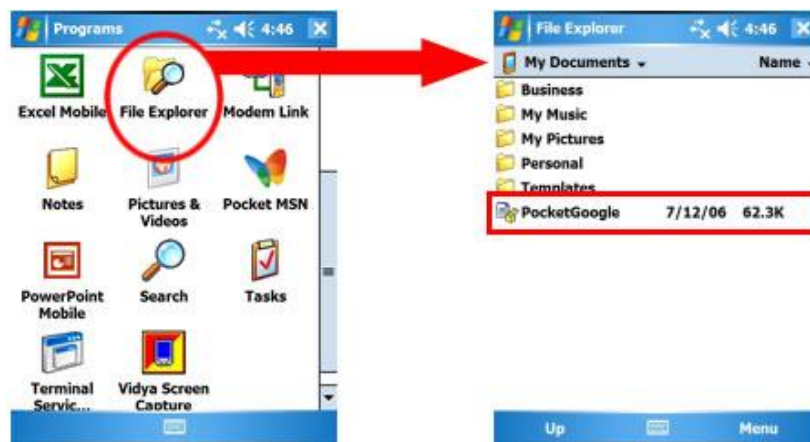 Programs 4:46
Excel Mobile File Explorer Modem Link
Notes Pictures & Videos Pocket MSN
PowerPoint Mobile Search Tasks
Terminal Servic... Vidya Screen Capture
File Explorer 4:46
My Documents Name
Business
My Music
My Pictures
Personal
Templates
PocketGoogle 7/12/06 62.3K
Up Menu